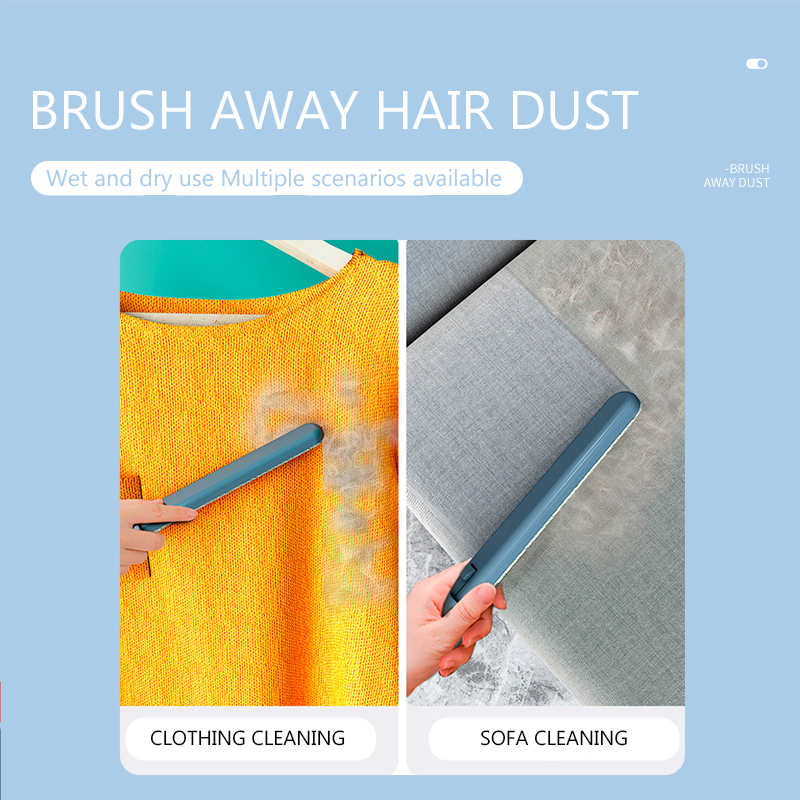 BRUSH AWAY HAIR DUST
Wet and dry use Multiple scenarios available
-BRUSH
AWAY DUST
CLOTHING CLEANING
SOFA CLEANING